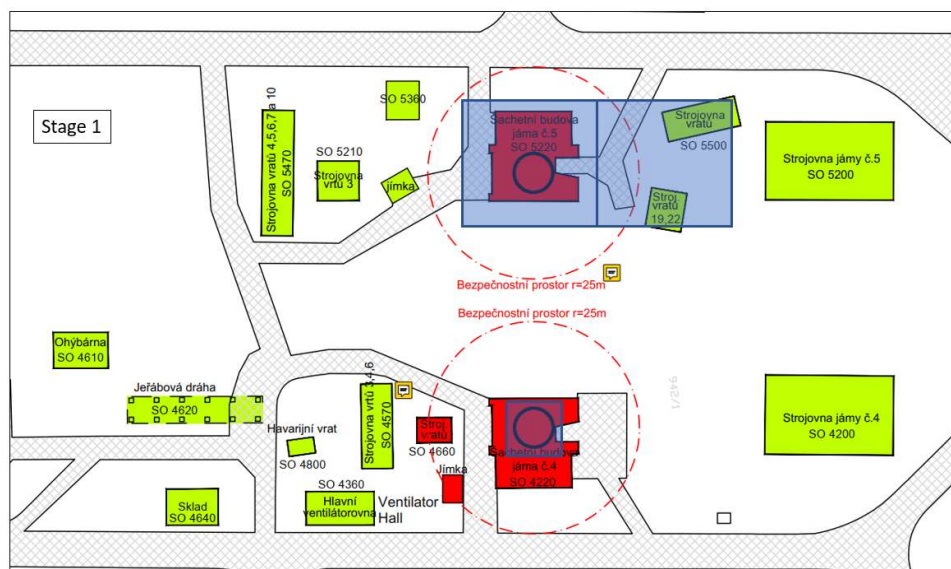 Stage 1
SO 5360
Strojovna vratů 4,5,6,7 a 10
SO 5470
SO 5210
Strojovna
vrtů 3
jímka
Šachetní budova
jáma č.5
SO 5220
Strojovna
vratů
SO 5500
Stroj.
vratů
19,22
Strojovna jámy č.5
SO 5200
Bezpečnostní prostor r=25m
Bezpečnostní prostor r=25m
Ohýbárna
SO 4610
Jeřábová dráha
SO 4620
Havarijní vrat
SO 4800
Strojovna vrtů 3,4,6
SO 4570
Stroj.
vratů
SO 4660
Jímka
Šachetní budova
jáma č.4
SO 4220
942/1
Strojovna jámy č.4
SO 4200
SO 4360
Hlavní
ventilátorovna
Ventilator
Hall
Sklad
SO 4640